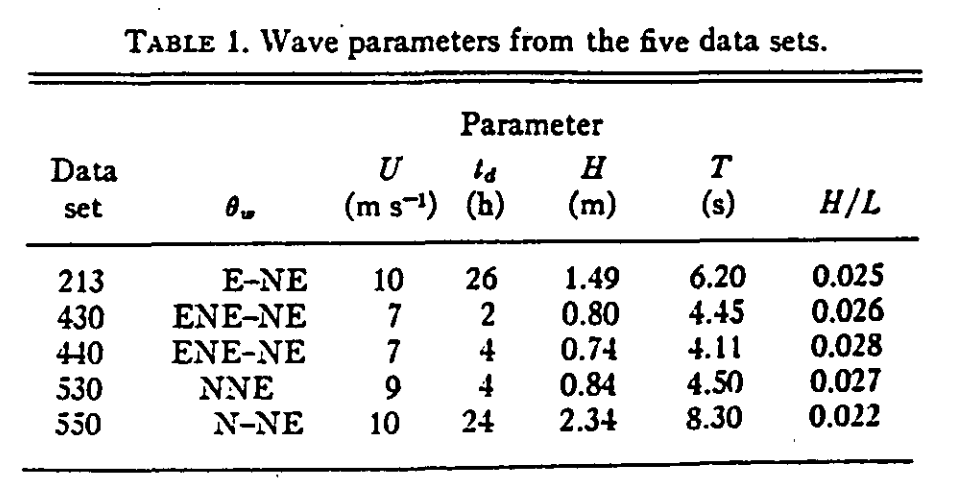 TABLE 1. Wave parameters from the five data sets.
Parameter
Data set θw U (m s⁻¹) td (h) H (m) T (s) H/L
213 E–NE 10 26 1.49 6.20 0.025
430 ENE–NE 7 2 0.80 4.45 0.026
440 ENE–NE 7 4 0.74 4.11 0.028
530 NNE 9 4 0.84 4.50 0.027
550 N–NE 10 24 2.34 8.30 0.022